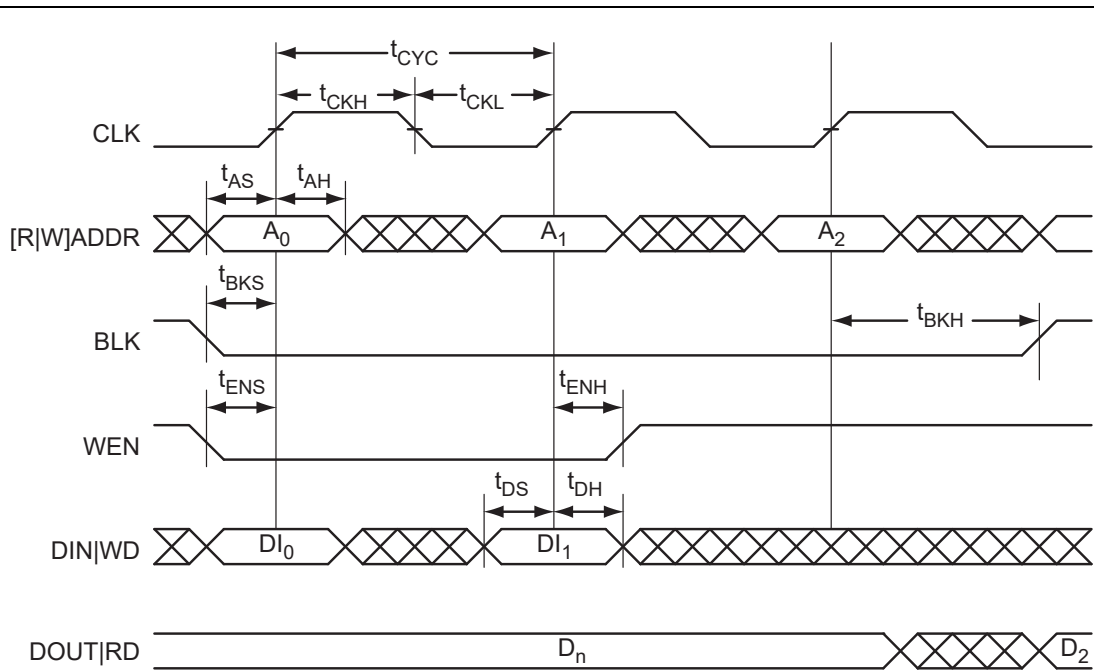 tCYC
tCKH tCKL
CLK
tAS tAH
[R|W]ADDR A0 A1 A2
tBKS
BLK tBKH
tENS tENH
WEN
tDS tDH
DIN|WD DI0 DI1
DOUT|RD Dn D2